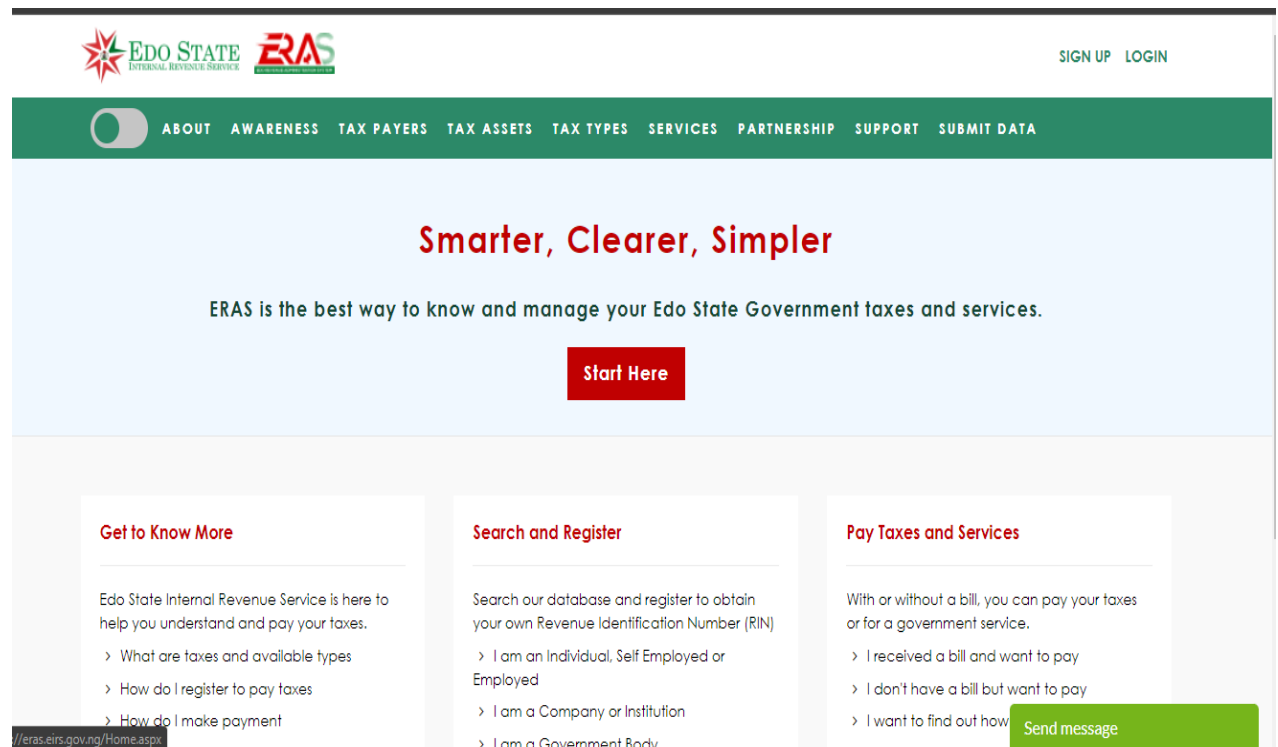 EDO STATE
INTERNAL REVENUE SERVICE
ERAS
SIGN UP LOGIN
ABOUT AWARENESS TAX PAYERS TAX ASSETS TAX TYPES SERVICES PARTNERSHIP SUPPORT SUBMIT DATA
Smarter, Clearer, Simpler
ERAS is the best way to know and manage your Edo State Government taxes and services.
Start Here
Get to Know More
Edo State Internal Revenue Service is here to
help you understand and pay your taxes.
> What are taxes and available types
> How do I register to pay taxes
> How do I make payment
Search and Register
Search our database and register to obtain
your own Revenue Identification Number (RIN)
> I am an Individual, Self Employed or
Employed
> I am a Company or Institution
> I am a Government Body
Pay Taxes and Services
With or without a bill, you can pay your taxes
or for a government service.
> I received a bill and want to pay
> I don't have a bill but want to pay
> I want to find out how
Send message
://eras.eirs.gov.ng/Home.aspx